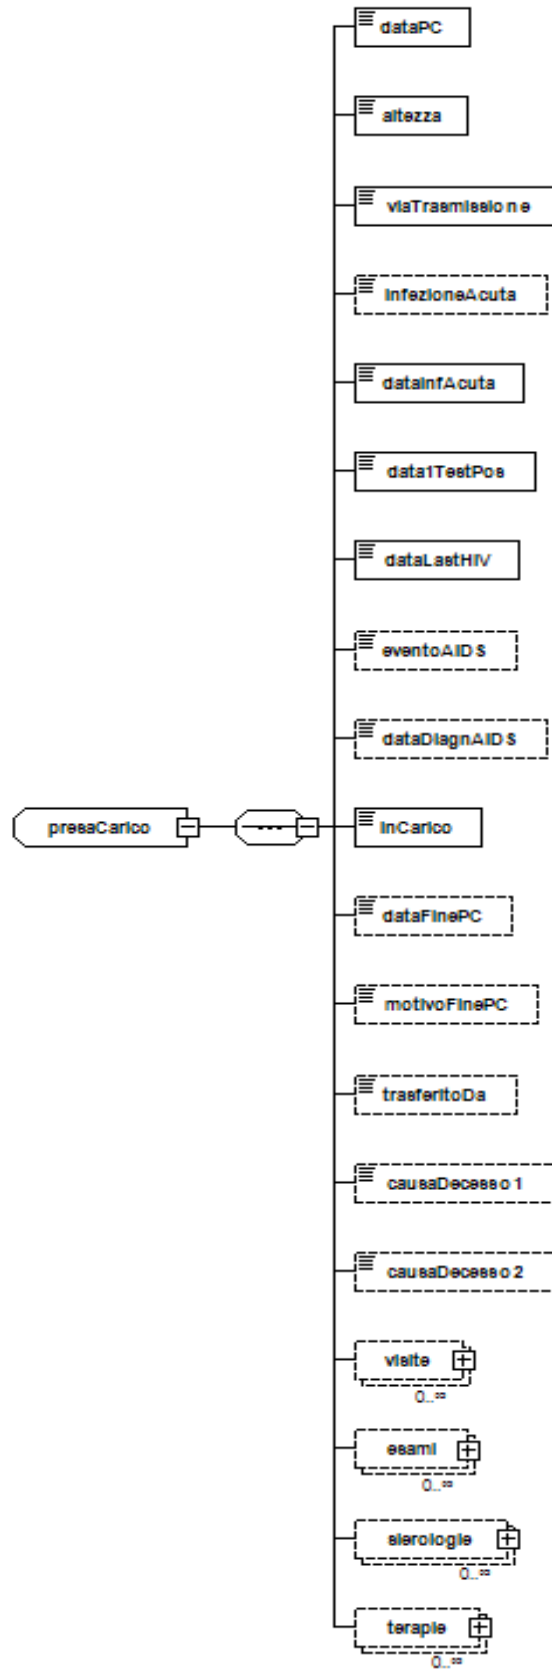 dataPC
altezza
viaTrasmissione
infezioneAcuta
dataInfAcuta
data1TestPos
dataLastHIV
eventoAIDS
dataDiagnAIDS
presaCarico
inCarico
dataFinePC
motivoFinePC
trasferitoDa
causaDecesso1
causaDecesso2
visite
0..∞
esami
0..∞
sierologie
0..∞
terapie
0..∞